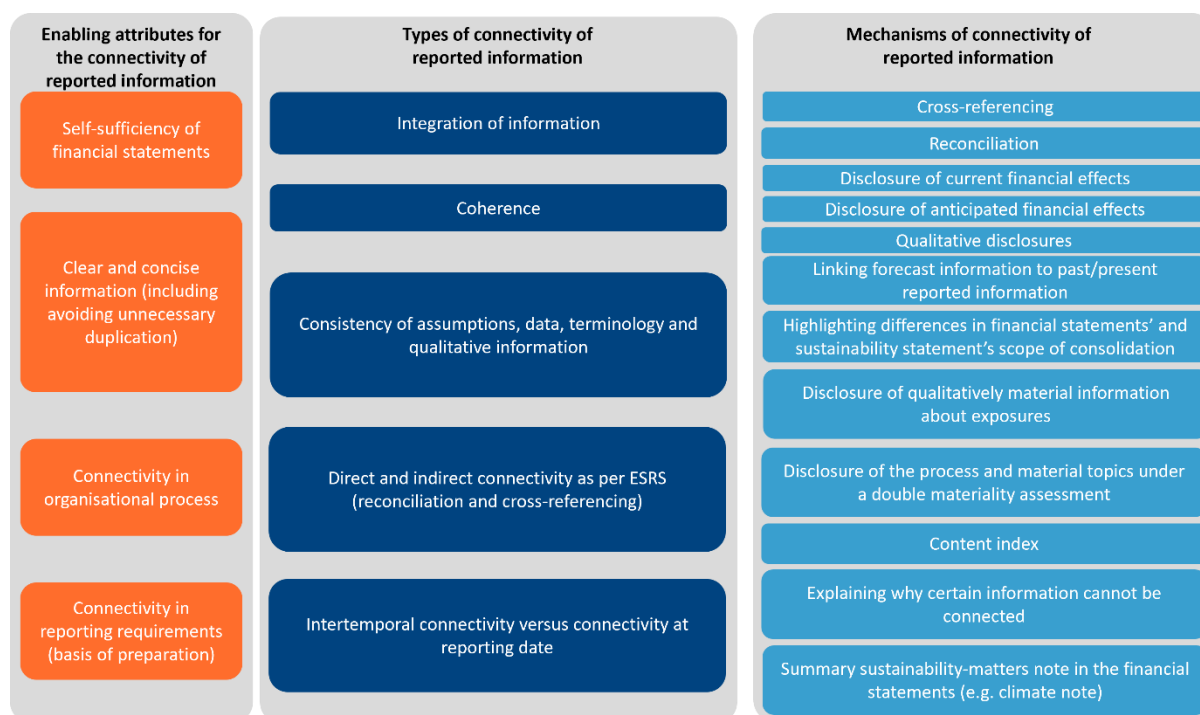 Enabling attributes for
the connectivity of
reported information
Self-sufficiency of
financial statements
Clear and concise
information (including
avoiding unnecessary
duplication)
Connectivity in
organisational process
Connectivity in
reporting requirements
(basis of preparation)
Types of connectivity of
reported information
Integration of information
Coherence
Consistency of assumptions, data, terminology and
qualitative information
Direct and indirect connectivity as per ESRS
(reconciliation and cross-referencing)
Intertemporal connectivity versus connectivity at
reporting date
Mechanisms of connectivity of
reported information
Cross-referencing
Reconciliation
Disclosure of current financial effects
Disclosure of anticipated financial effects
Qualitative disclosures
Linking forecast information to past/present
reported information
Highlighting differences in financial statements’ and
sustainability statement’s scope of consolidation
Disclosure of qualitatively material information
about exposures
Disclosure of the process and material topics under
a double materiality assessment
Content index
Explaining why certain information cannot be
connected
Summary sustainability-matters note in the financial
statements (e.g. climate note)